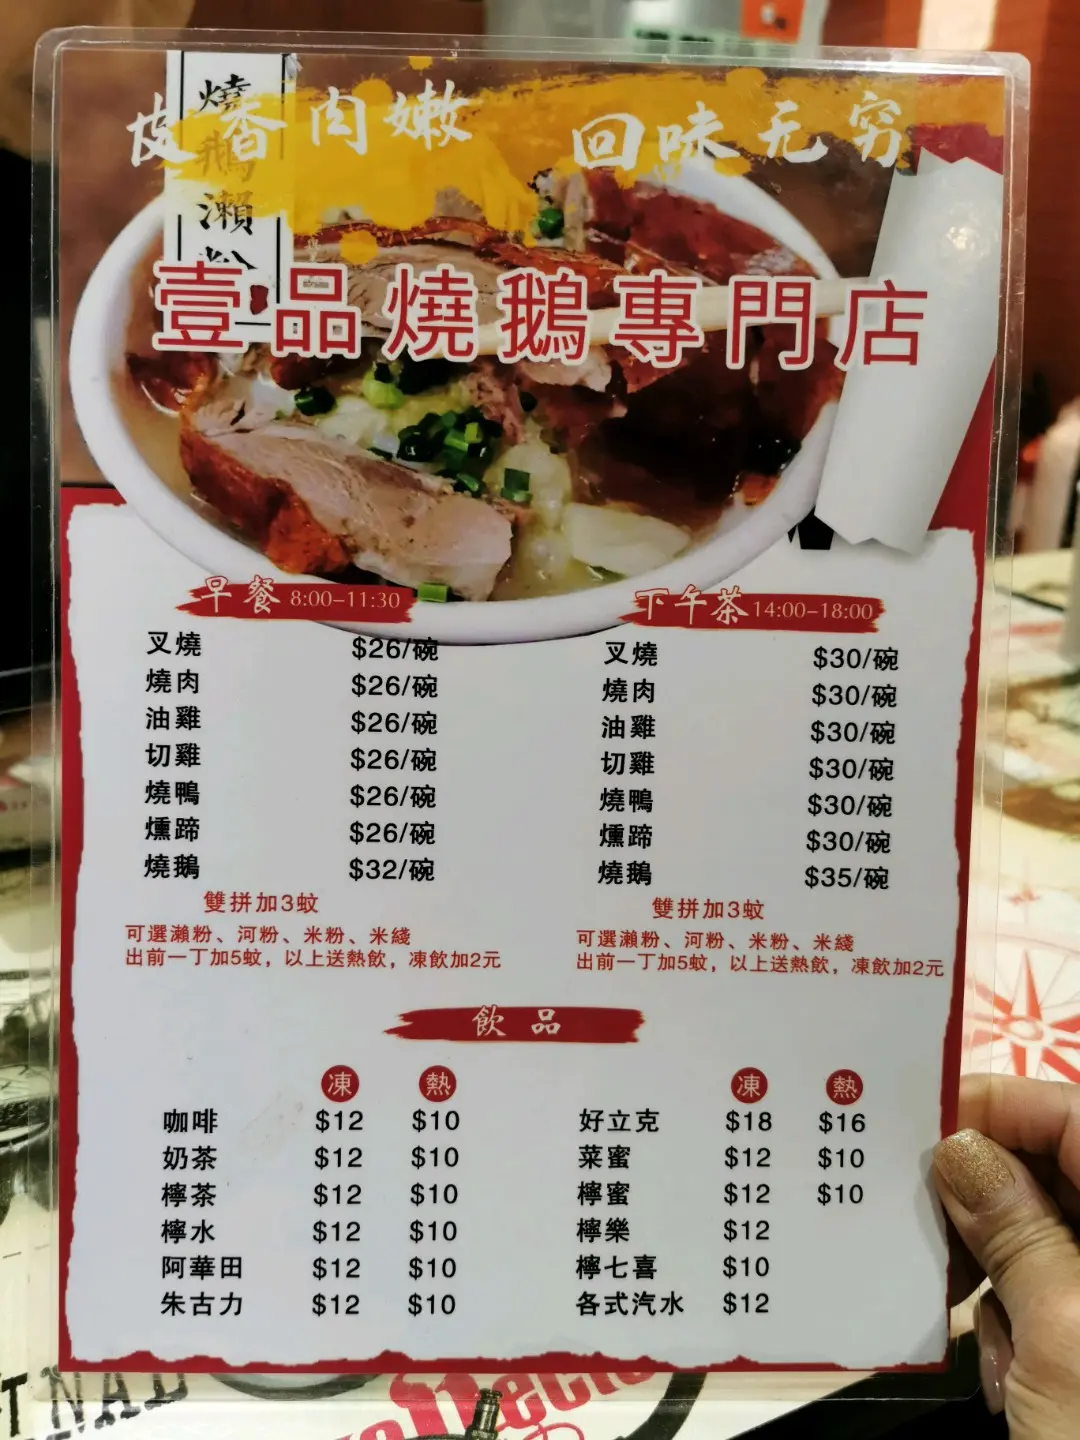 皮香肉嫩 回味无穷
燒鵝瀨粉
壹品燒鵝專門店
早餐 8:00-11:30
叉燒 $26/碗
燒肉 $26/碗
油雞 $26/碗
切雞 $26/碗
燒鴨 $26/碗
燻蹄 $26/碗
燒鵝 $32/碗
雙拼加3蚊
可選瀨粉、河粉、米粉、米綫
出前一丁加5蚊，以上送熱飲，凍飲加2元
下午茶 14:00-18:00
叉燒 $30/碗
燒肉 $30/碗
油雞 $30/碗
切雞 $30/碗
燒鴨 $30/碗
燻蹄 $30/碗
燒鵝 $35/碗
雙拼加3蚊
可選瀨粉、河粉、米粉、米綫
出前一丁加5蚊，以上送熱飲，凍飲加2元
飲品
凍 熱
咖啡 $12 $10
奶茶 $12 $10
檸茶 $12 $10
檸水 $12 $10
阿華田 $12 $10
朱古力 $12 $10
凍 熱
好立克 $18 $16
菜蜜 $12 $10
檸蜜 $12 $10
檸樂 $12
檸七喜 $10
各式汽水 $12